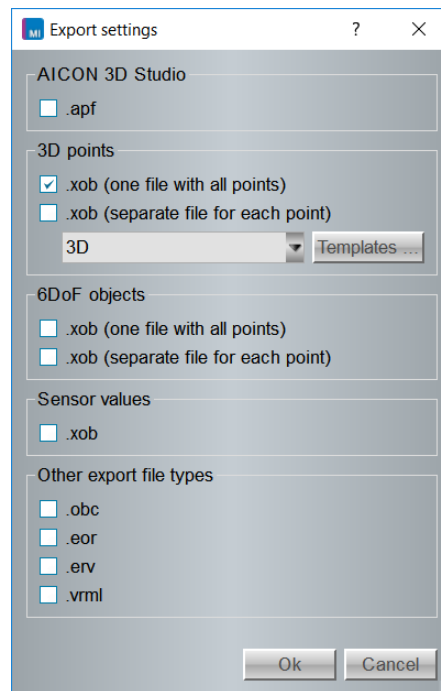 MI Export settings ?
AICON 3D Studio
.apf
3D points
.xob (one file with all points)
.xob (separate file for each point)
3D Templates ...
6DoF objects
.xob (one file with all points)
.xob (separate file for each point)
Sensor values
.xob
Other export file types
.obc
.eor
.erv
.vrml
Ok Cancel